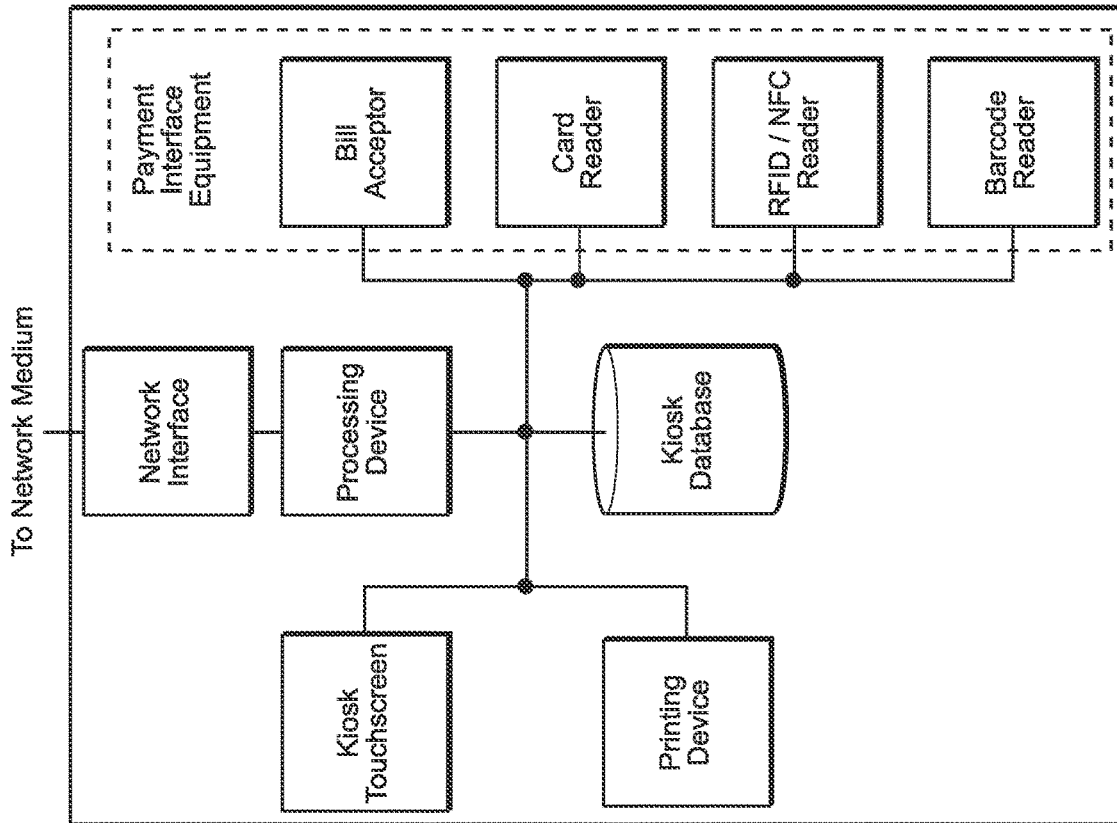 To Network Medium
Network
Interface
Processing
Device
Payment
Interface
Equipment
Bill
Acceptor
Card
Reader
RFID / NFC
Reader
Barcode
Reader
Kiosk
Touchscreen
Printing
Device
Kiosk
Database